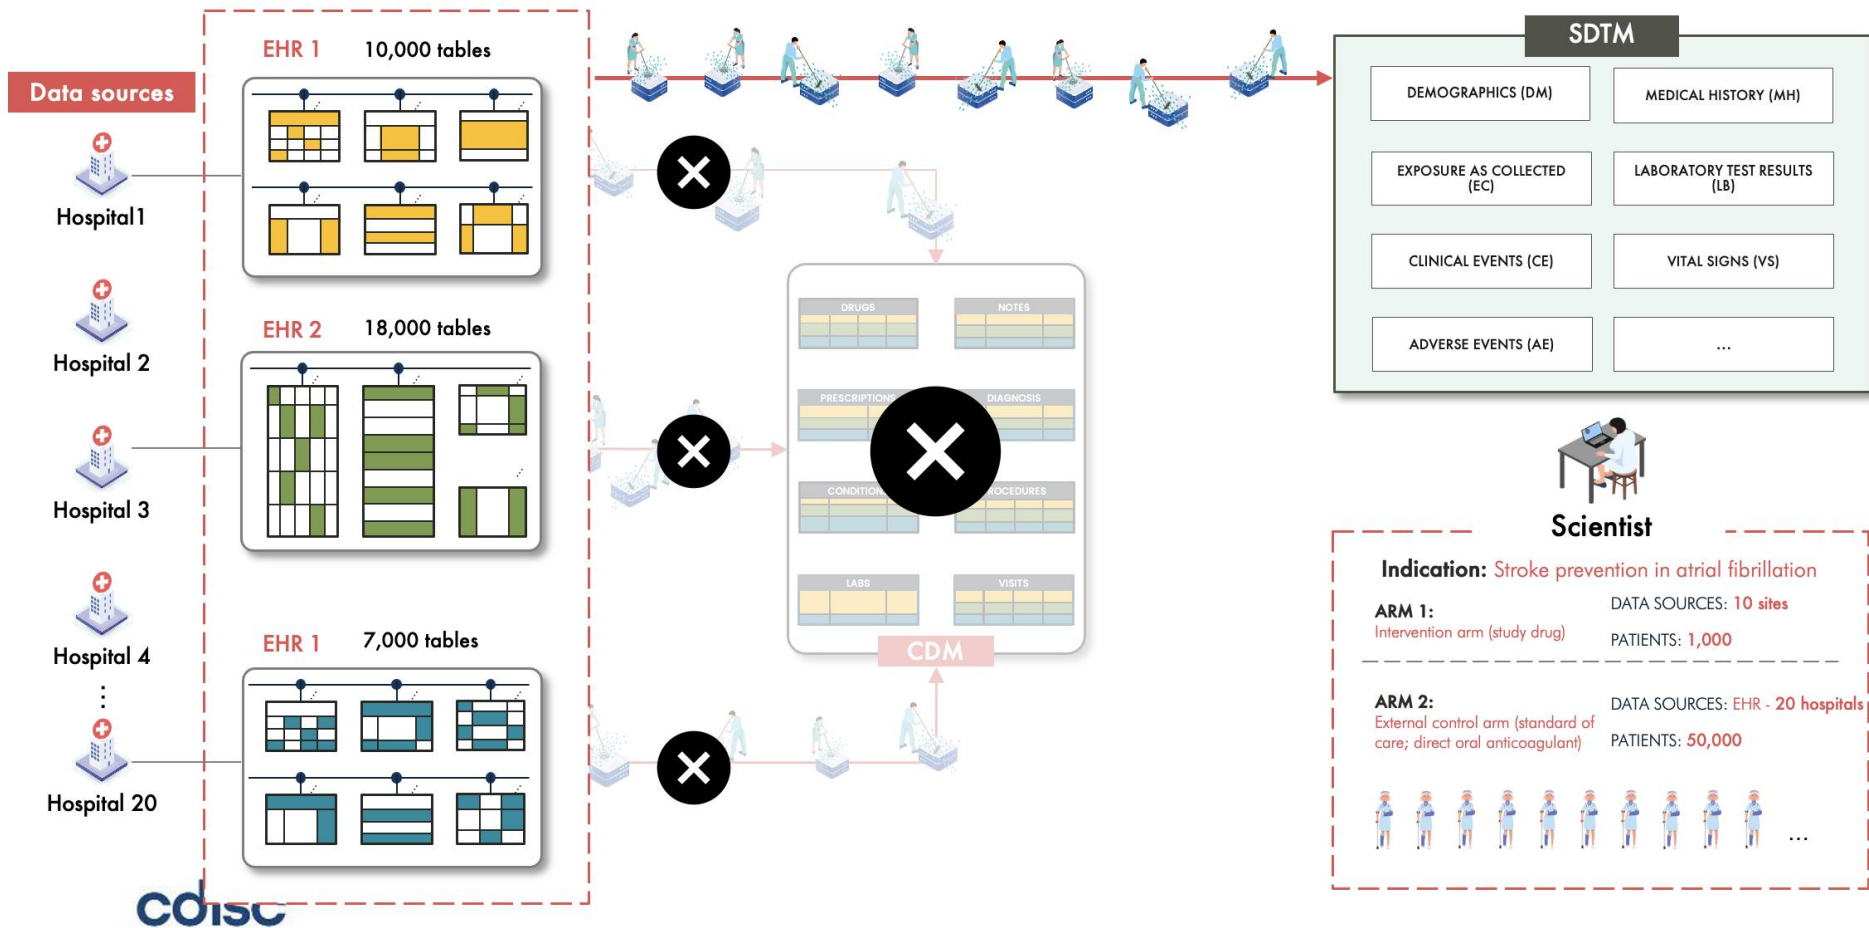 Data sources
Hospital1
Hospital 2
Hospital 3
Hospital 4
⋮
Hospital 20
EHR 1 10,000 tables
EHR 2 18,000 tables
EHR 1 7,000 tables
DRUGS
NOTES
PRESCRIPTIONS
DIAGNOSIS
LABS
VISITS
CDM
SDTM
DEMOGRAPHICS (DM)
MEDICAL HISTORY (MH)
EXPOSURE AS COLLECTED
(EC)
LABORATORY TEST RESULTS
(LB)
CLINICAL EVENTS (CE)
VITAL SIGNS (VS)
ADVERSE EVENTS (AE)
...
Scientist
Indication: Stroke prevention in atrial fibrillation
ARM 1:
Intervention arm (study drug)
DATA SOURCES: 10 sites
PATIENTS: 1,000
ARM 2:
External control arm (standard of
care; direct oral anticoagulant)
DATA SOURCES: EHR - 20 hospitals
PATIENTS: 50,000
...
cdisc